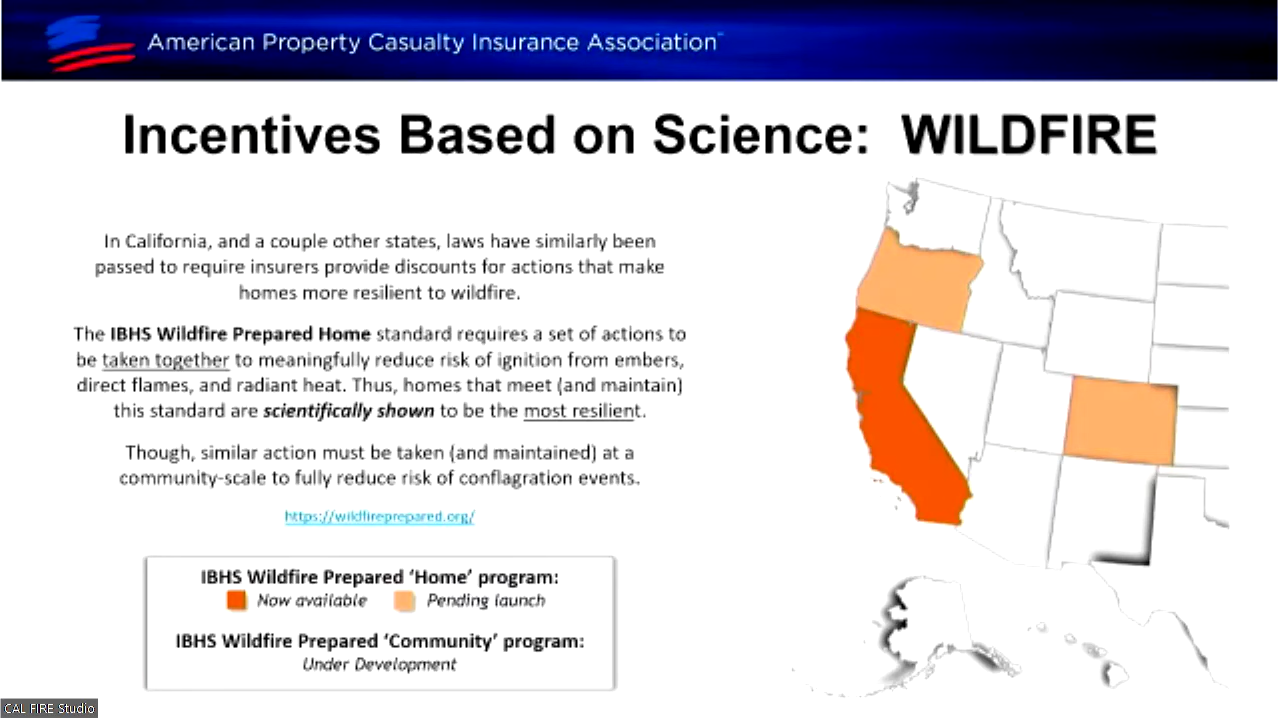 American Property Casualty Insurance Association
Incentives Based on Science: WILDFIRE
In California, and a couple other states, laws have similarly been
passed to require insurers provide discounts for actions that make
homes more resilient to wildfire.
The IBHS Wildfire Prepared Home standard requires a set of actions to
be taken together to meaningfully reduce risk of ignition from embers,
direct flames, and radiant heat. Thus, homes that meet (and maintain)
this standard are scientifically shown to be the most resilient.
Though, similar action must be taken (and maintained) at a
community-scale to fully reduce risk of conflagration events.
https://wildfireprepared.org/
IBHS Wildfire Prepared ‘Home’ program:
Now available Pending launch
IBHS Wildfire Prepared ‘Community’ program:
Under Development
CAL FIRE Studio